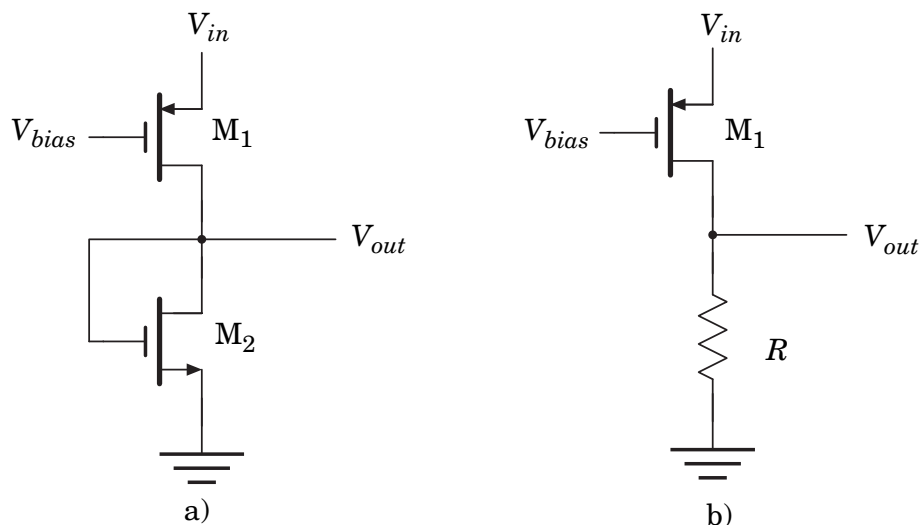 V_in
V_bias
M_1
V_out
M_2
a)
V_in
V_bias
M_1
V_out
R
b)